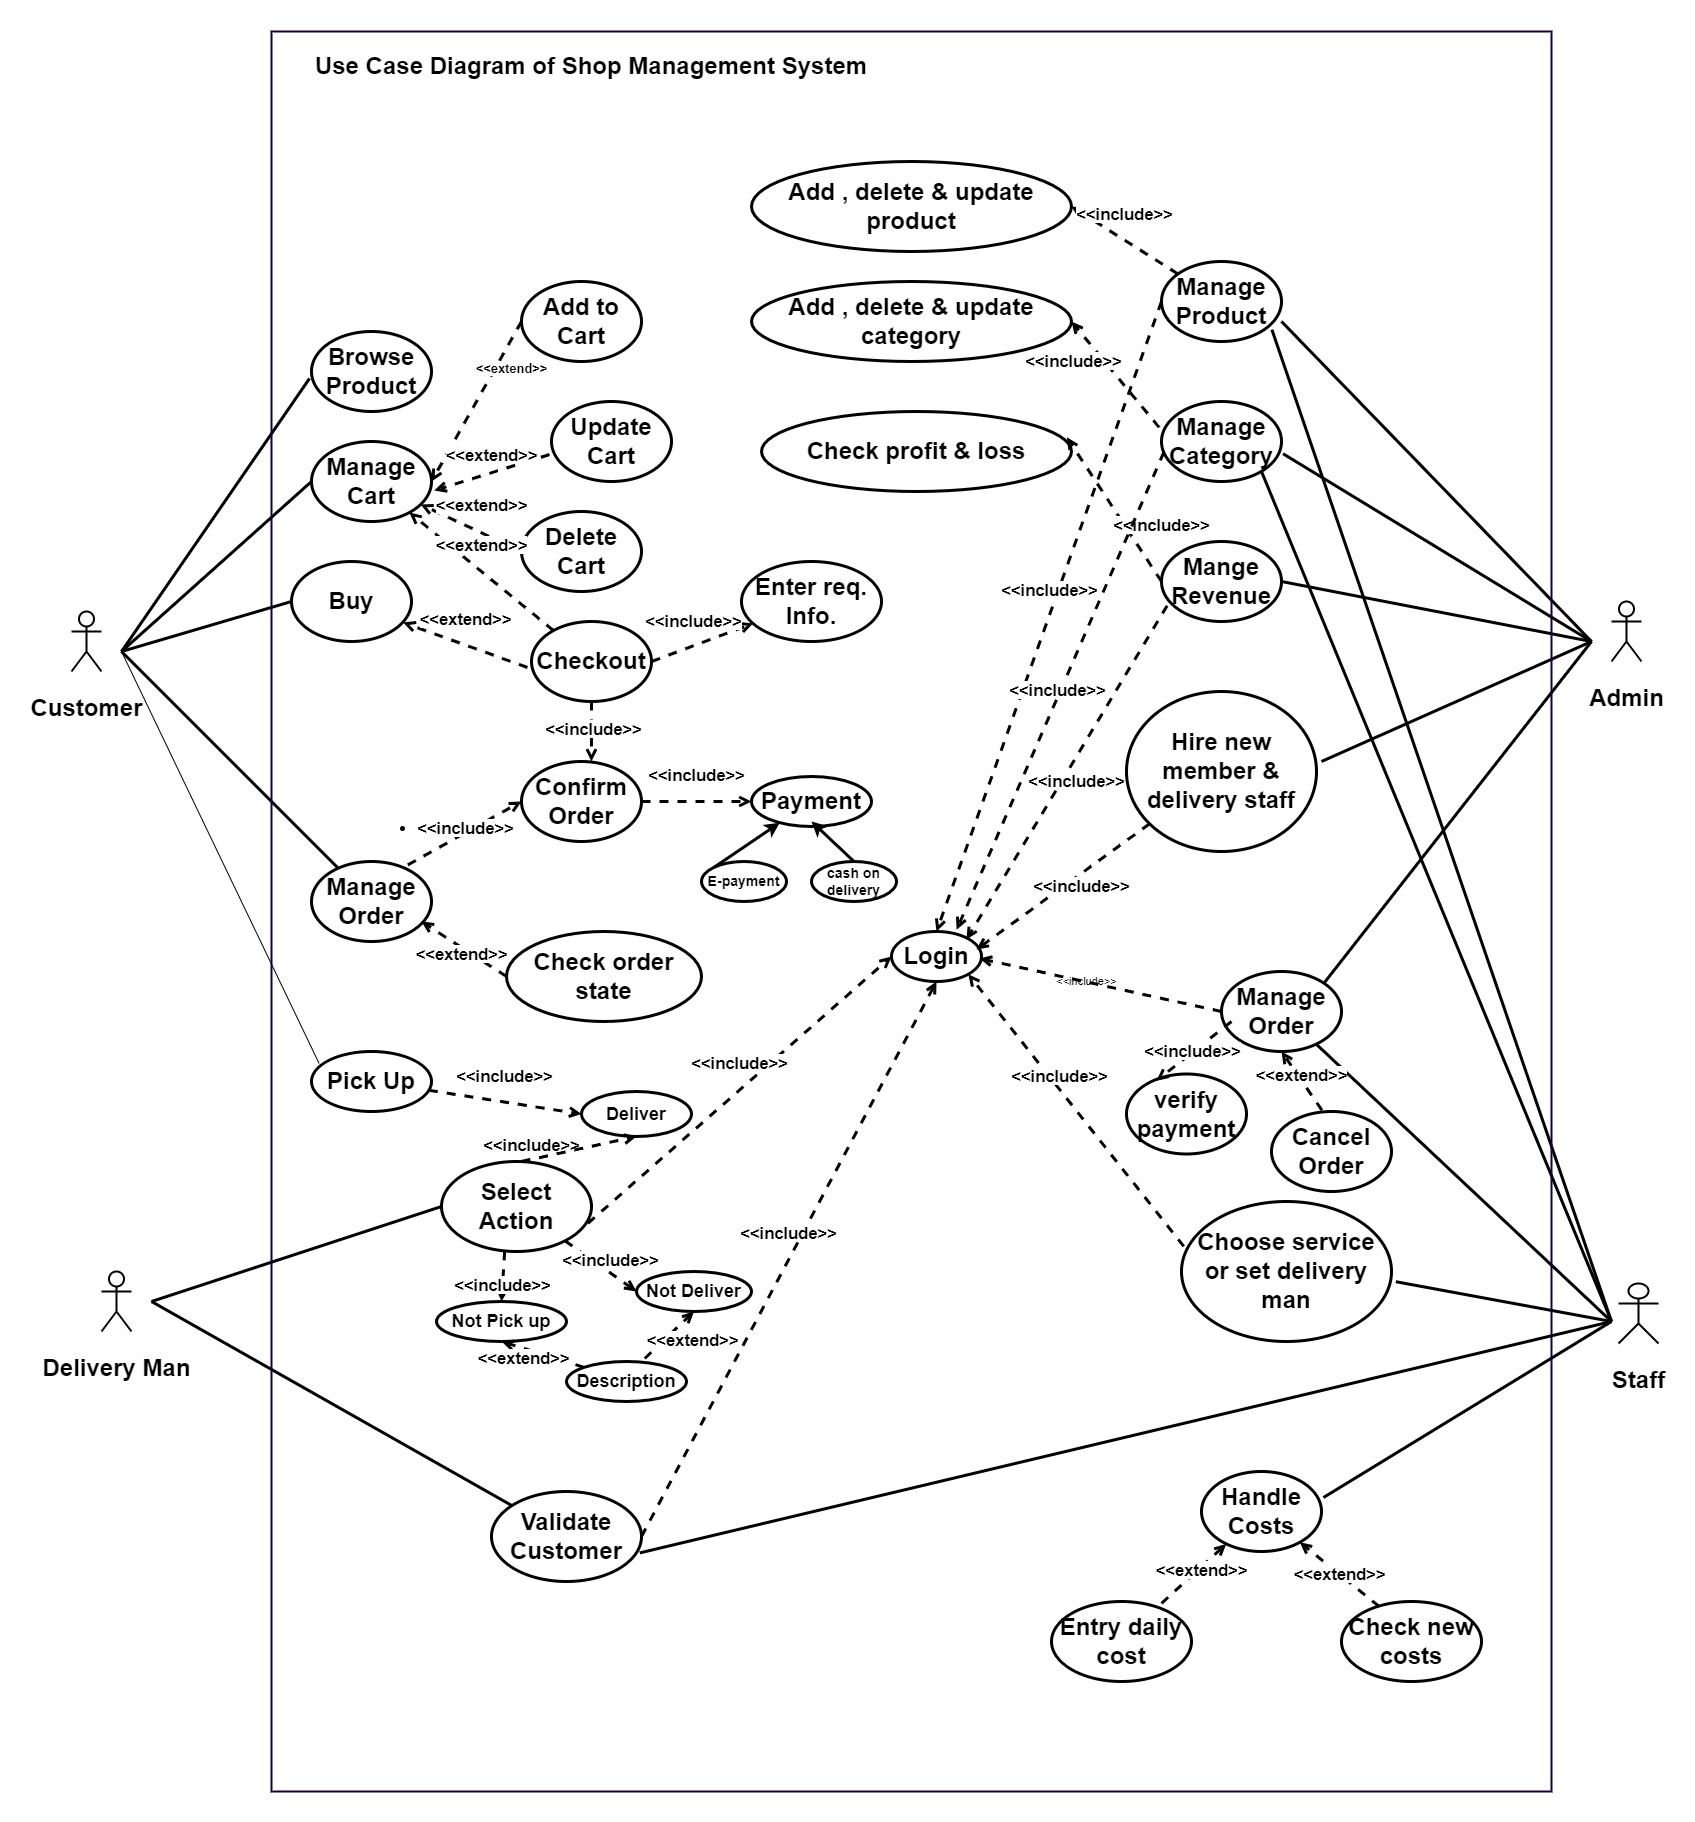 Use Case Diagram of Shop Management System
Add , delete & update
product
<<include>>
Manage
Product
Add to
Cart
Add , delete & update
category
<<include>>
Browse
Product
<<extend>>
Update
Cart
<<extend>>
Manage
Cart
Check profit & loss
Manage
Category
<<extend>>
<<extend>>
Delete
Cart
<<include>>
Mange
Revenue
Buy
Enter req.
Info.
<<include>>
<<extend>>
<<include>>
Checkout
Customer
Admin
<<include>>
<<include>>
Hire new
member &
delivery staff
<<include>>
Confirm
Order
<<include>>
Payment
<<include>>
E-payment
cash on
delivery
Manage
Order
<<include>>
<<extend>>
Check order
state
Login
<<include>>
Manage
Order
<<include>>
<<include>>
<<include>>
<<extend>>
Pick Up
<<include>>
Deliver
verify
payment
Cancel
Order
<<include>>
Select
Action
<<include>>
Choose service
or set delivery
man
<<include>>
<<include>>
Not Deliver
Not Pick up
<<extend>>
<<extend>>
Description
Delivery Man
Staff
Validate
Customer
Handle
Costs
<<extend>>
<<extend>>
Entry daily
cost
Check new
costs